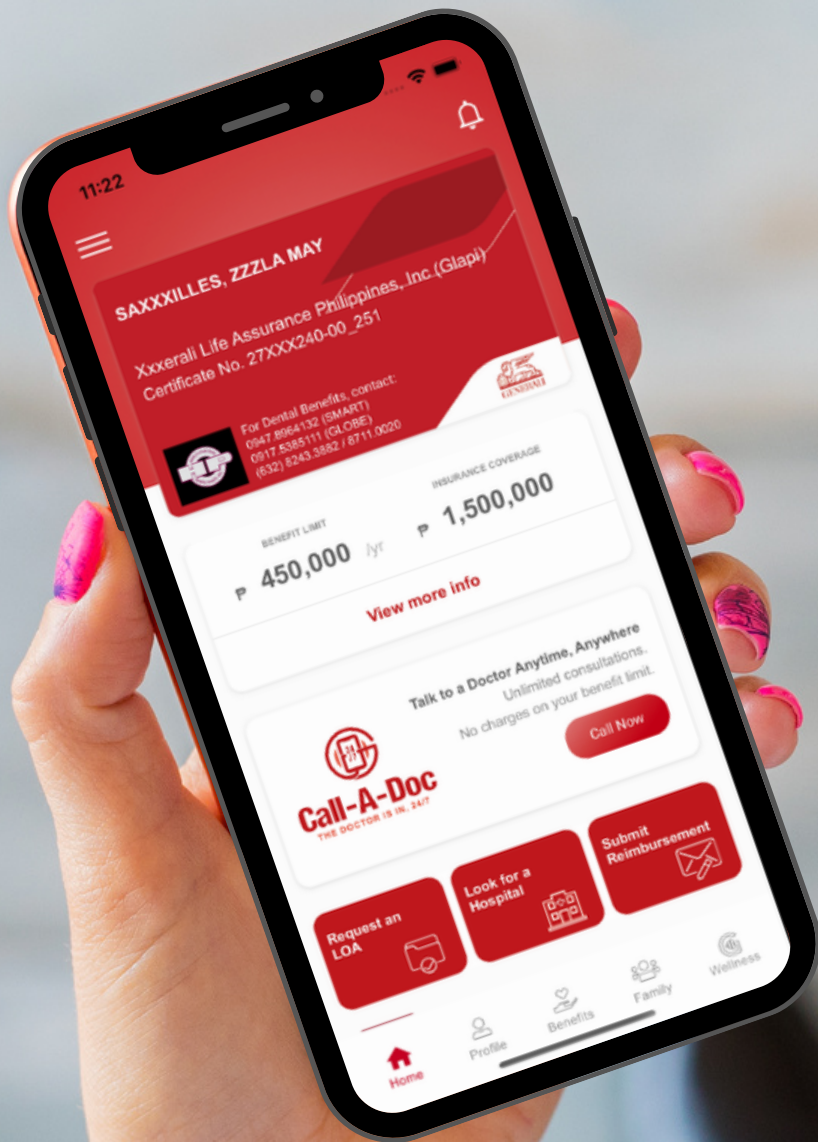 11:22
SAXXXILLES, ZZZLA MAY
Xxxerali Life Assurance Philippines, Inc (Glapi)
Certificate No. 27XXX240-00_251
For Dental Benefits, contact:
0947.8964132 (SMART)
0917.5385111 (GLOBE)
(632) 8243.3882 / 8711.0020
GENERALI
BENEFIT LIMIT
₱ 450,000 /yr
INSURANCE COVERAGE
₱ 1,500,000
View more info
Talk to a Doctor Anytime, Anywhere
Unlimited consultations.
No charges on your benefit limit.
Call Now
24
7
Call-A-Doc
THE DOCTOR IS IN. 24/7
Request an
LOA
Look for a
Hospital
Submit
Reimbursement
Home
Profile
Benefits
Family
Wellness